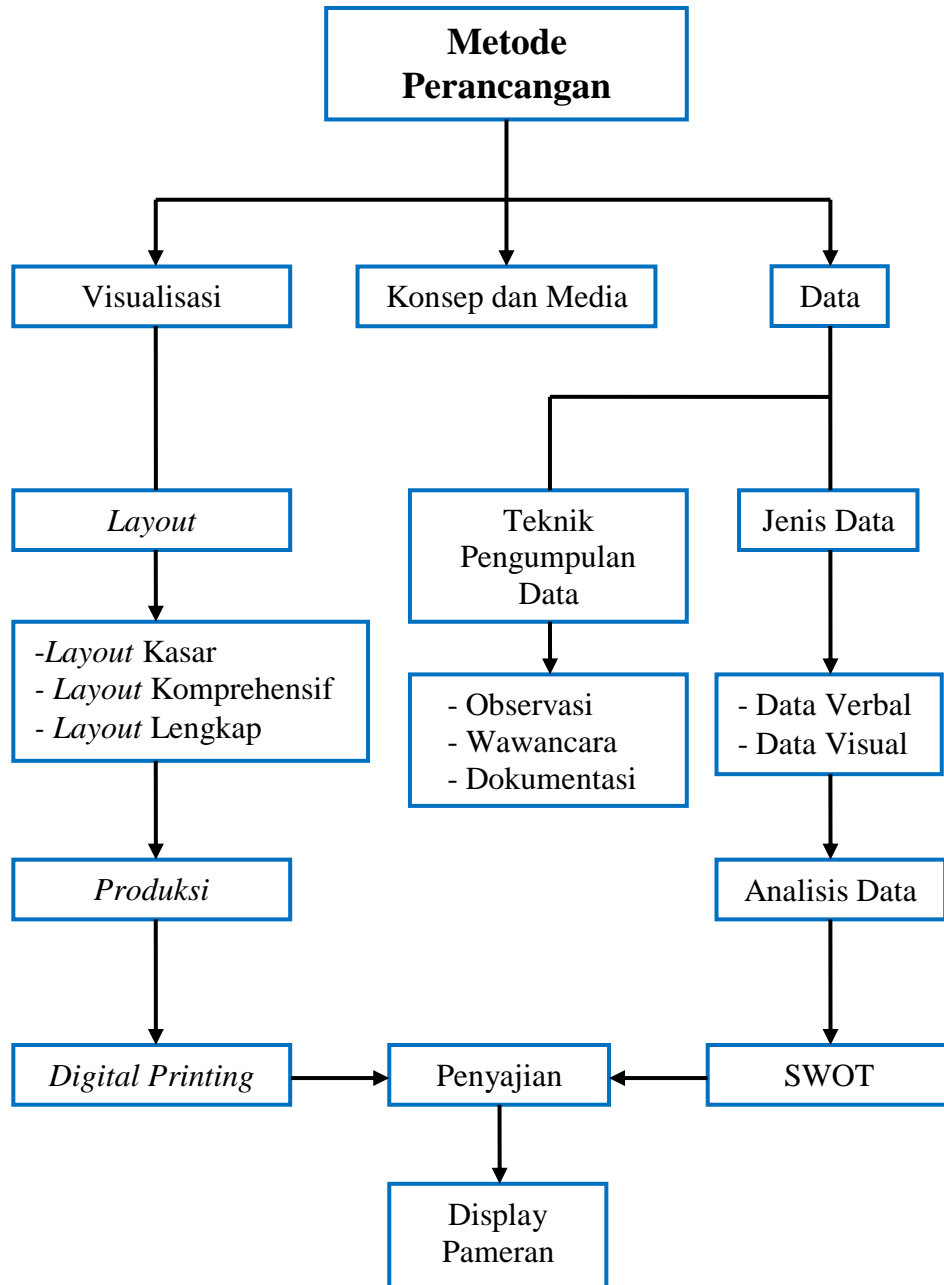 Metode
Perancangan
Visualisasi
Konsep dan Media
Data
Layout
Teknik
Pengumpulan
Data
Jenis Data
-Layout Kasar
- Layout Komprehensif
- Layout Lengkap
- Observasi
- Wawancara
- Dokumentasi
- Data Verbal
- Data Visual
Produksi
Analisis Data
Digital Printing
Penyajian
SWOT
Display
Pameran